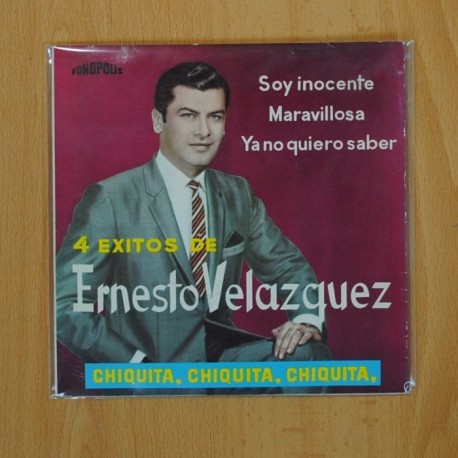 FONOPOLIS
Soy inocente
Maravillosa
Ya no quiero saber
4 EXITOS DE
Ernesto Velazquez
CHIQUITA, CHIQUITA, CHIQUITA,